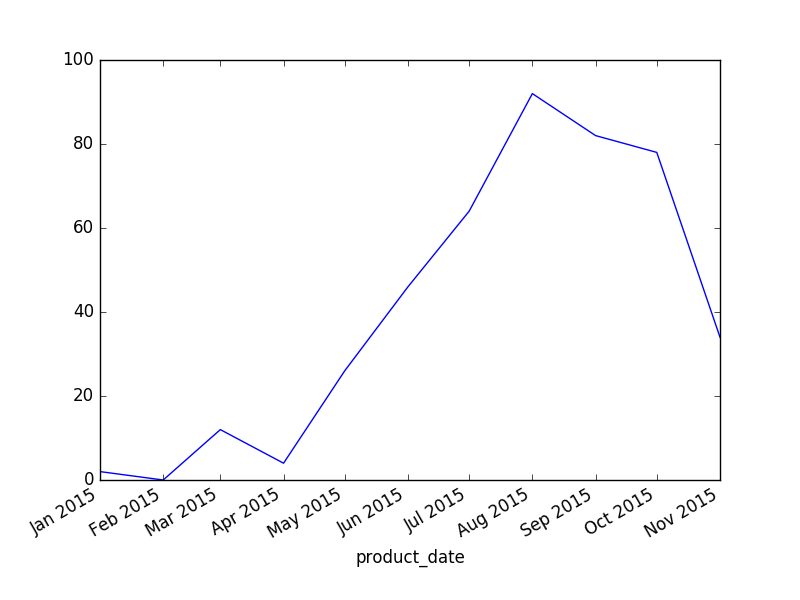 100
80
60
40
20
0
Jan 2015
Feb 2015
Mar 2015
Apr 2015
May 2015
Jun 2015
Jul 2015
Aug 2015
Sep 2015
Oct 2015
Nov 2015
product_date